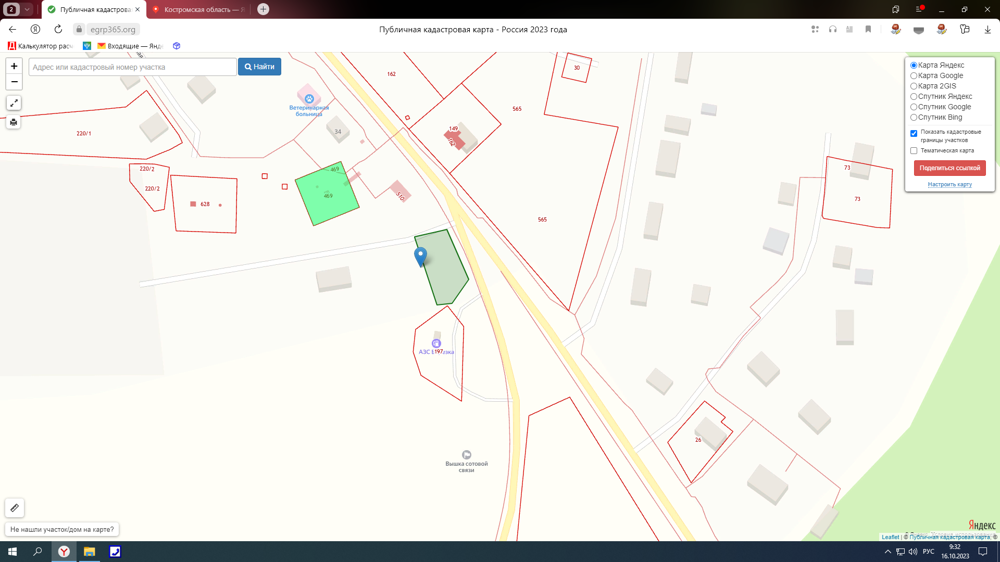 2
Публичная кадастрова
Костромская область — Я
egrp365.org
Публичная кадастровая карта - Россия 2023 года
Калькулятор расч
Входящие — Янде
+
−
Адрес или кадастровый номер участка
Найти
162
30
Ветеринарная
больница
34
149
162
565
220/1
220/2
220/2
628
469
469
510
565
73
73
197
26
Вышка сотовой
связи
Карта Яндекс
Карта Google
Карта 2GIS
Спутник Яндекс
Спутник Google
Спутник Bing
Показать кадастровые
границы участков
Тематическая карта
Поделиться ссылкой
Настроить карту
Не нашли участок/дом на карте?
Яндекс
Условия использования
Leaflet | © Публичная кадастровая карта, ©
РУС
9:32
16.10.2023